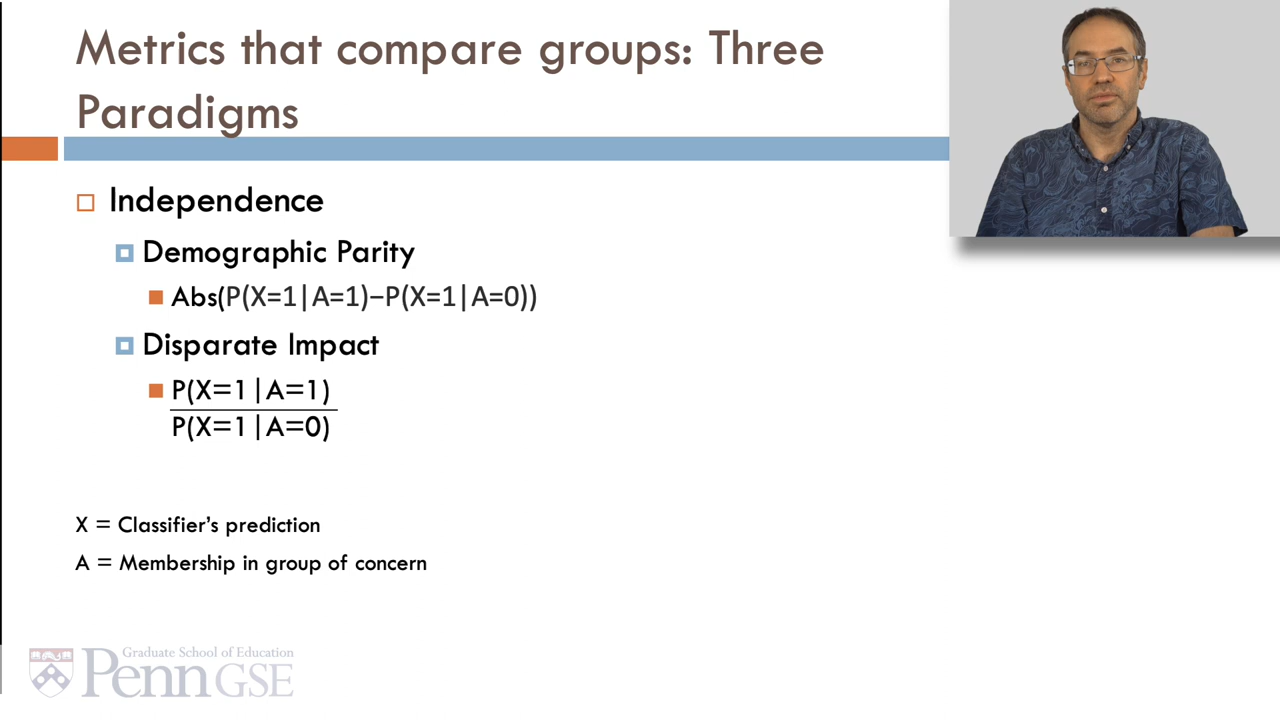 Metrics that compare groups: Three
Paradigms
Independence
Demographic Parity
Abs(P(X=1|A=1)–P(X=1|A=0))
Disparate Impact
P(X=1|A=1)
P(X=1|A=0)
X = Classifier's prediction
A = Membership in group of concern
Graduate School of Education
Penn GSE